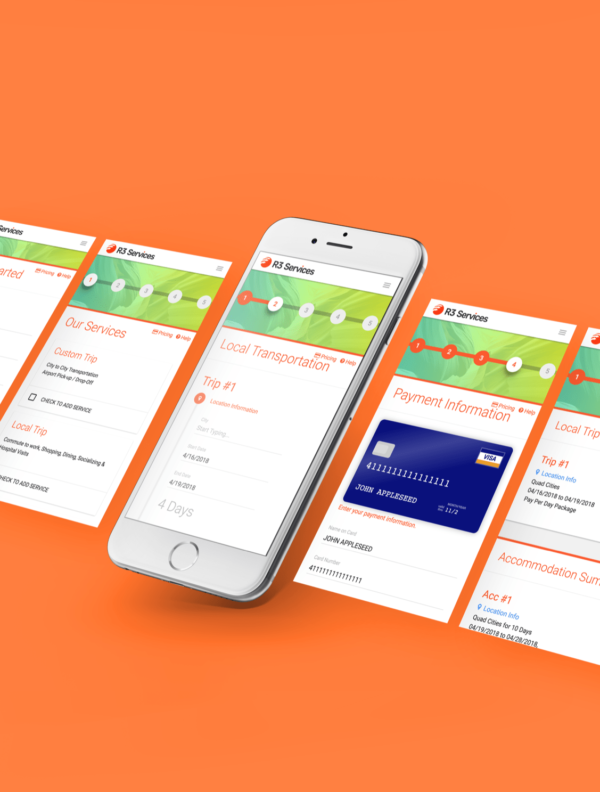 Services
arted
Pricing Help
R3 Services
1 2 3 4 5
Our Services
Pricing Help
Custom Trip
City to City Transportation
Airport Pick-up / Drop-Off
CHECK TO ADD SERVICE
Local Trip
Commute to work, Shopping, Dining, Socializing &
Hospital Visits
CHECK TO ADD SERVICE
R3 Services
1 2 3 4 5
Pricing Help
Local Transportation
Trip #1
Location Information
City
Start Typing...
Start Date
4/16/2018
End Date
4/19/2018
4 Days
R3 Services
1 2 3 4 5
Pricing Help
Payment Information
VISA
4111111111111111
JOHN APPLESEED
11/2
Enter your payment information.
Name on Card
JOHN APPLESEED
Card Number
4111111111111111
1
Local Trip
Trip #1
Location Info
Quad Cities
04/16/2018 to 04/19/2018
Pay Per Day Package
Accommodation Sum
Acc #1
Location Info
Quad Cities for 10 Days
04/19/2018 to 04/28/2018,